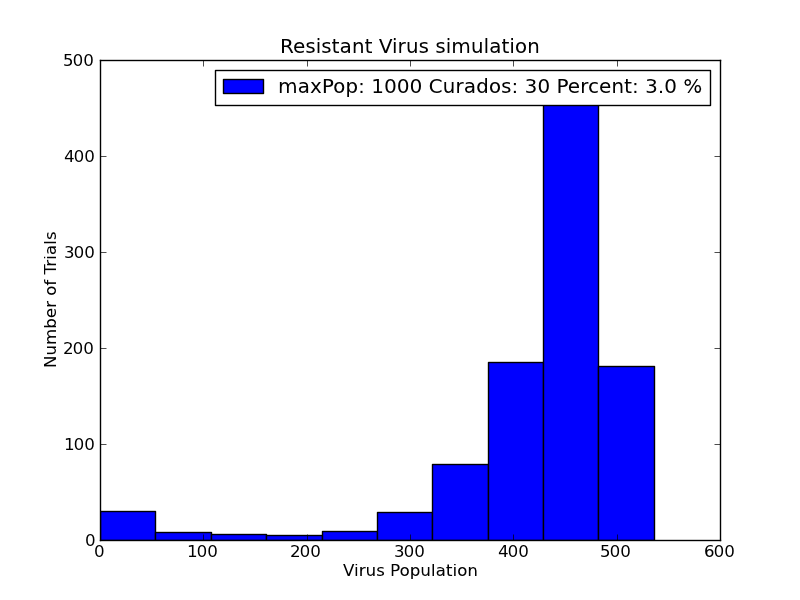 Resistant Virus simulation
maxPop: 1000 Curados: 30 Percent: 3.0 %
500
400
300
200
100
0
Number of Trials
0 100 200 300 400 500 600
Virus Population